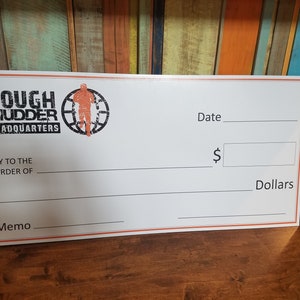 OUGH
UDDER
ADQUARTERS
Date
Y TO THE
RDER OF
$
Dollars
Memo